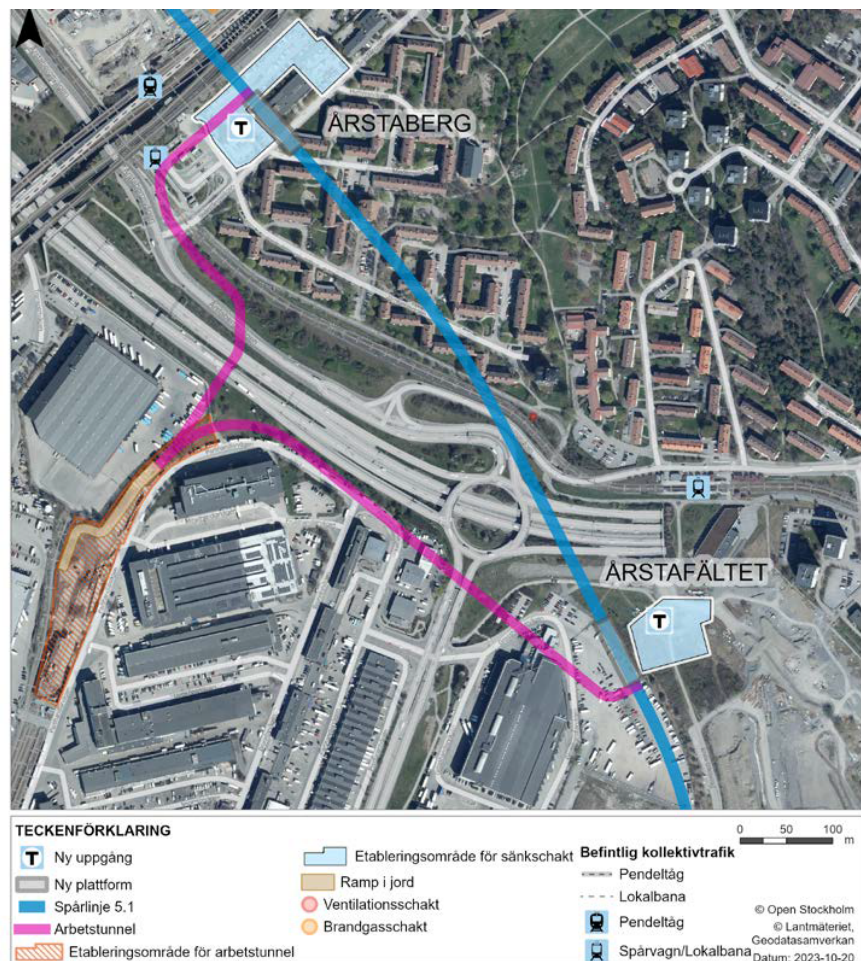 ÅRSTABERG
ÅRSTAFÄLTET
TECKENFÖRKLARING
T Ny uppgång
Ny plattform
Spårlinje 5.1
Arbetstunnel
Etableringsområde för arbetstunnel
Etableringsområde för sänkschakt
Ramp i jord
Ventilationsschakt
Brandgasschakt
0 50 100
m
Befintlig kollektivtrafik
Pendeltåg
Lokalbana
Pendeltåg
Spårvagn/Lokalbana
© Open Stockholm
© Lantmäteriet,
Geodatasamverkan
Datum: 2023-10-20
T
T